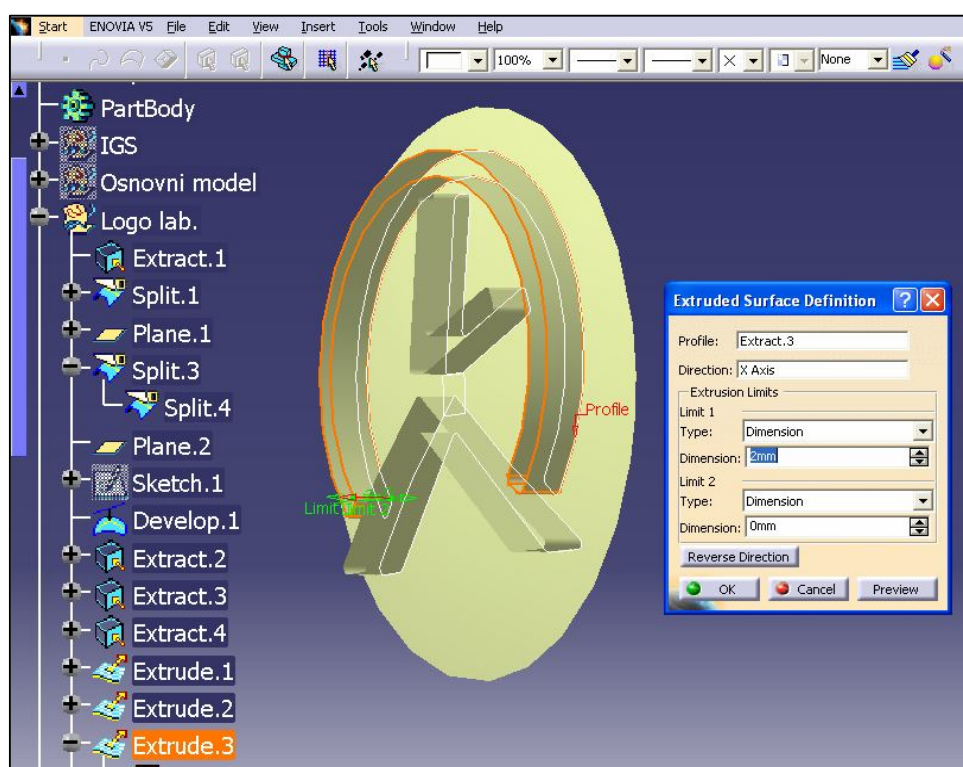 Start ENOVIA V5 File Edit View Insert Tools Window Help
100% None
PartBody
IGS
Osnovni model
Logo lab.
Extract.1
Split.1
Plane.1
Split.3
Split.4
Plane.2
Sketch.1
Develop.1
Extract.2
Extract.3
Extract.4
Extrude.1
Extrude.2
Extrude.3
Profile
Limit
Extruded Surface Definition
Profile: Extract.3
Direction: X Axis
Extrusion Limits
Limit 1
Type: Dimension
Dimension: 2mm
Limit 2
Type: Dimension
Dimension: 0mm
Reverse Direction
OK Cancel Preview